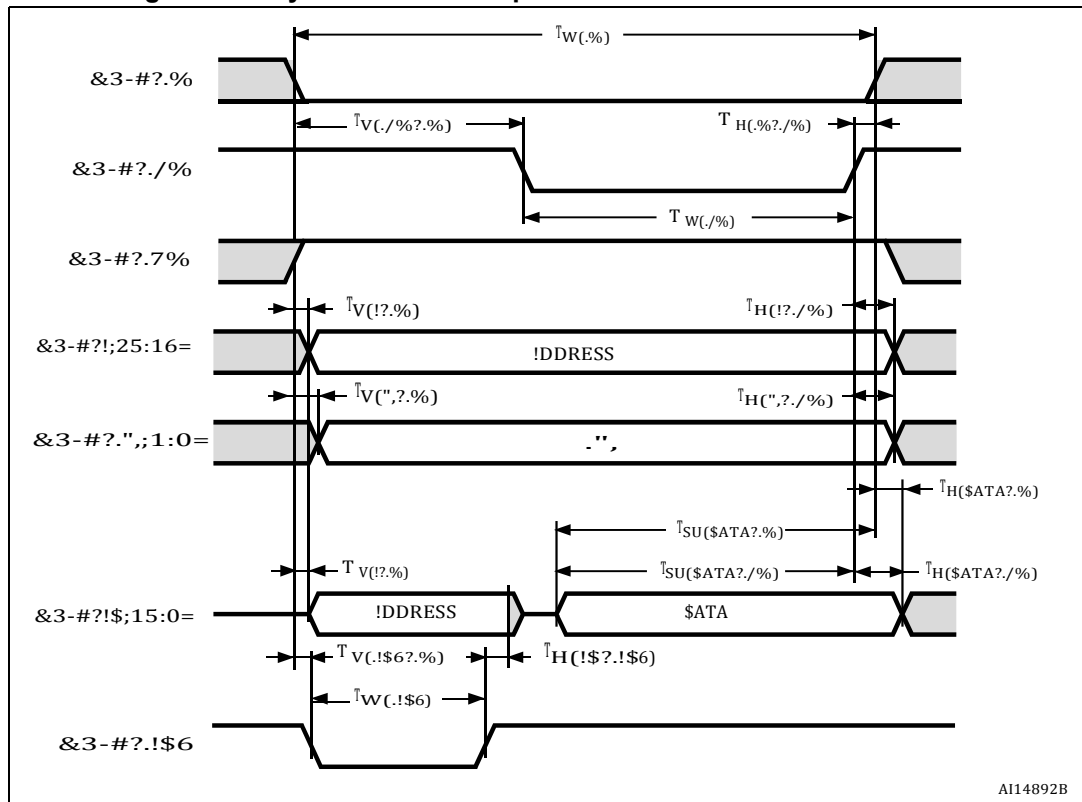 ᵀW(.%)
&3-#?.%
ᵀV(./%?.%)
T H(.%?./%)
&3-#?./%
T W(./%)
&3-#?.7%
ᵀV(!?.%)
ᵀH(!?./%)
&3-#?!;25:16=
!DDRESS
ᵀV(",?.%)
ᵀH(",?./%)
&3-#?.",;1:0=
.",
ᵀH($ATA?.%)
ᵀSU($ATA?.%)
T V(!?.%)
ᵀSU($ATA?./%)
ᵀH($ATA?./%)
&3-#?!$;15:0=
!DDRESS
$ATA
T V(.!$6?.%)
ᵀH(!$?.!$6)
ᵀW(.!$6)
&3-#?.!$6
AI14892B